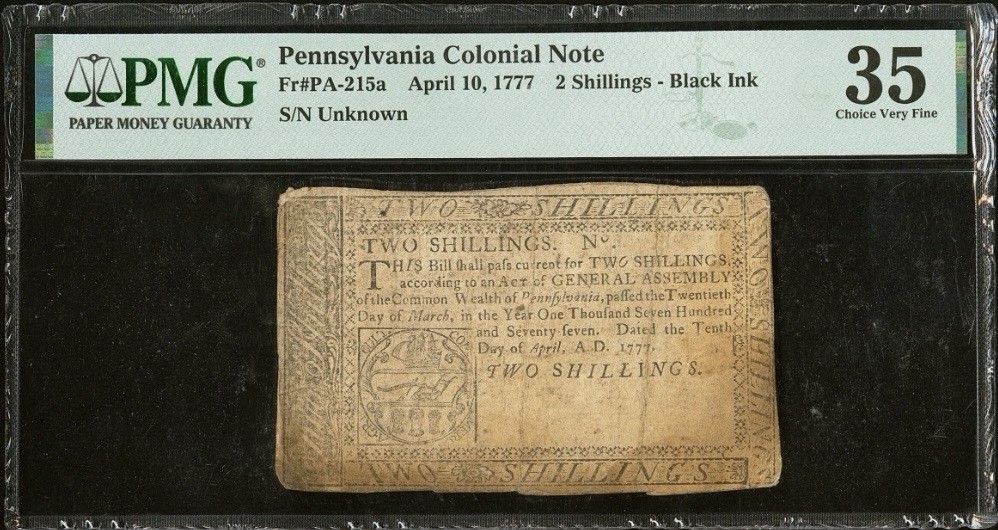 PMG®
PAPER MONEY GUARANTY
Pennsylvania Colonial Note
Fr#PA-215a April 10, 1777 2 Shillings - Black Ink
S/N Unknown
35
Choice Very Fine
TWO SHILLINGS
TWO SHILLINGS. No.
THIS Bill ſhall paſs current for TWO SHILLINGS,
according to an Act of GENERAL ASSEMBLY
of the Common Wealth of Pennſylvania, paſſed the Twentieth
Day of March, in the Year One Thouſand Seven Hundred
and Seventy-ſeven. Dated the Tenth
Day of April, A.D. 1777.
TWO SHILLINGS.
TWO SHILLINGS